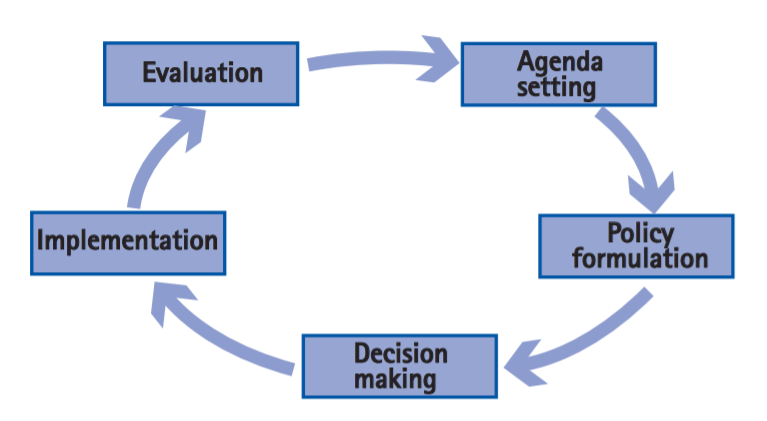 Evaluation
Agenda
setting
Implementation
Policy
formulation
Decision
making